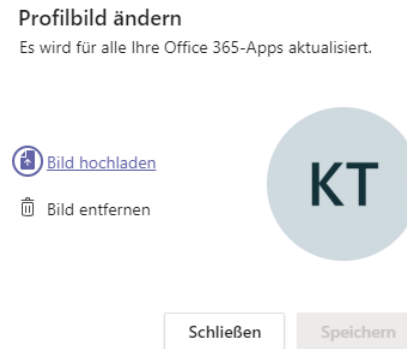 Profilbild ändern
Es wird für alle Ihre Office 365-Apps aktualisiert.
Bild hochladen
KT
Bild entfernen
Schließen
Speichern